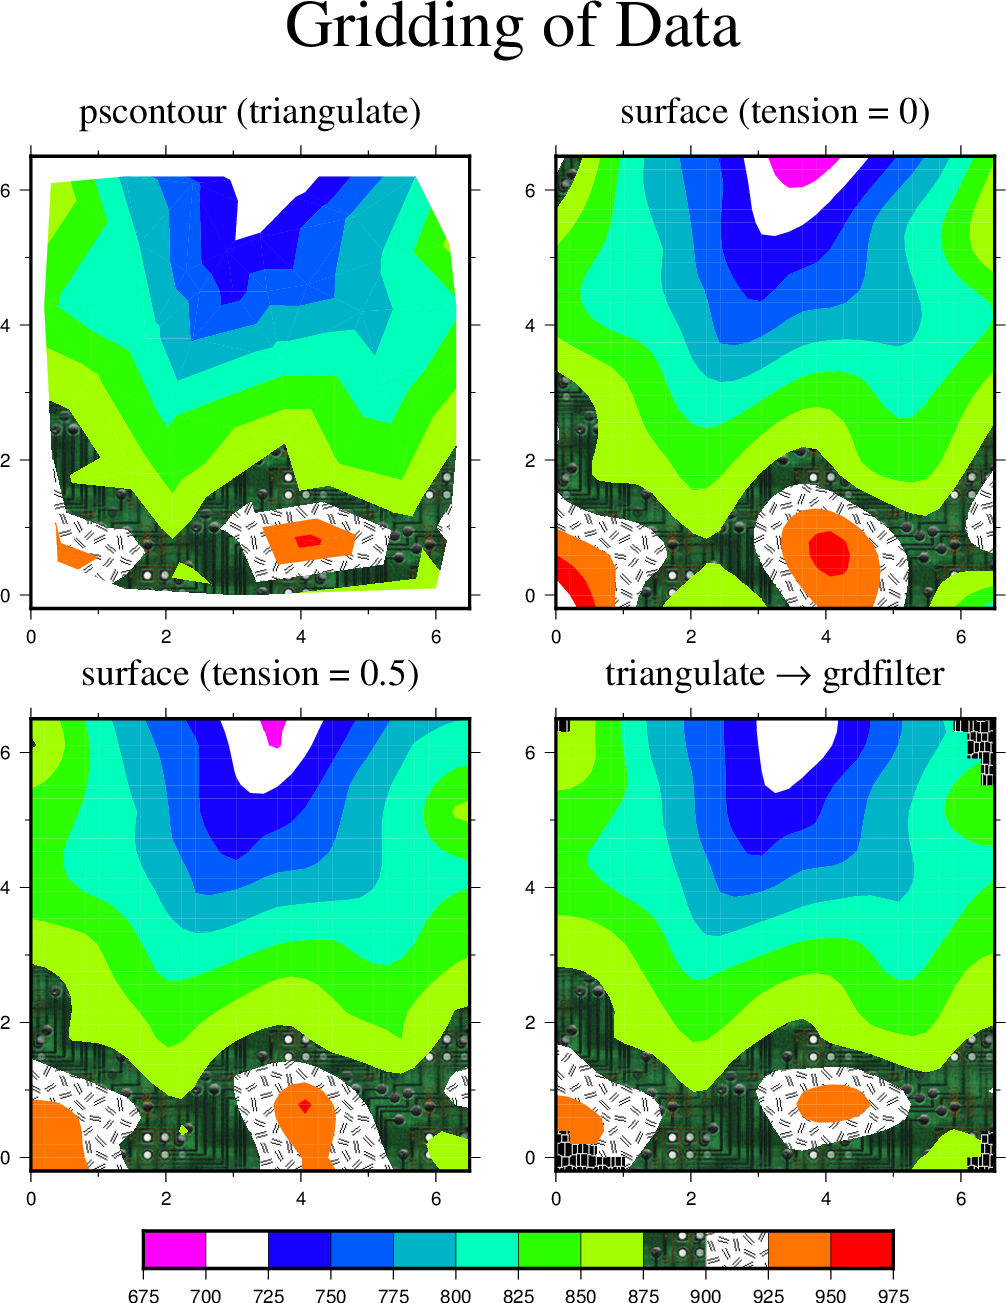 Gridding of Data
pscontour (triangulate)
surface (tension = 0)
6
4
2
0
0 2 4 6
6
4
2
0
0 2 4 6
surface (tension = 0.5)
triangulate → grdfilter
6
4
2
0
0 2 4 6
6
4
2
0
0 2 4 6
675 700 725 750 775 800 825 850 875 900 925 950 975